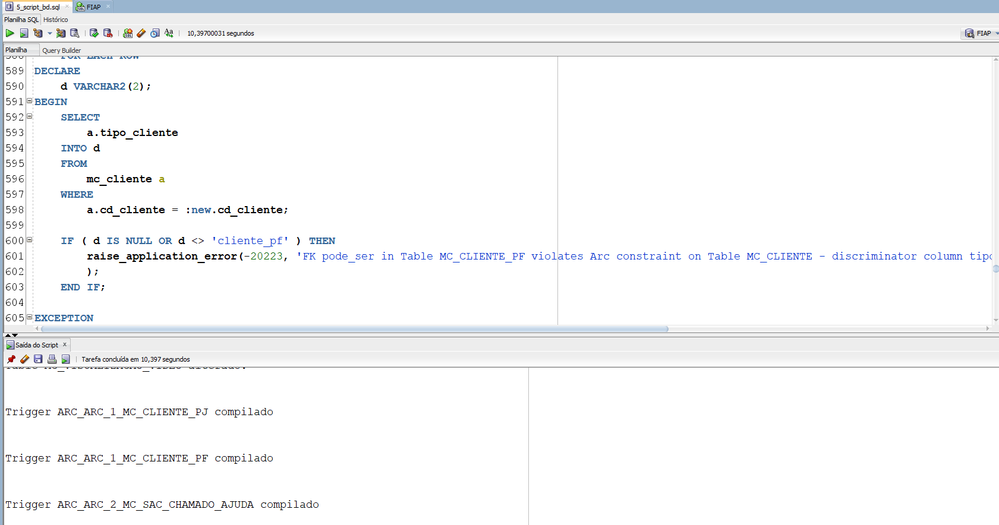 5_script_bd.sql FIAP
Planilha SQL Histórico
10,39700031 segundos
FIAP
Planilha Query Builder
588 FOR EACH ROW
589 DECLARE
590 d VARCHAR2(2);
591 BEGIN
592 SELECT
593 a.tipo_cliente
594 INTO d
595 FROM
596 mc_cliente a
597 WHERE
598 a.cd_cliente = :new.cd_cliente;
599
600 IF ( d IS NULL OR d <> 'cliente_pf' ) THEN
601 raise_application_error(-20223, 'FK pode_ser in Table MC_CLIENTE_PF violates Arc constraint on Table MC_CLIENTE - discriminator column tipo
602 );
603 END IF;
604
605 EXCEPTION
Saída do Script
Tarefa concluída em 10,397 segundos
Table MC_VISUALIZACAO_VIDEO alterado.
Trigger ARC_ARC_1_MC_CLIENTE_PJ compilado
Trigger ARC_ARC_1_MC_CLIENTE_PF compilado
Trigger ARC_ARC_2_MC_SAC_CHAMADO_AJUDA compilado